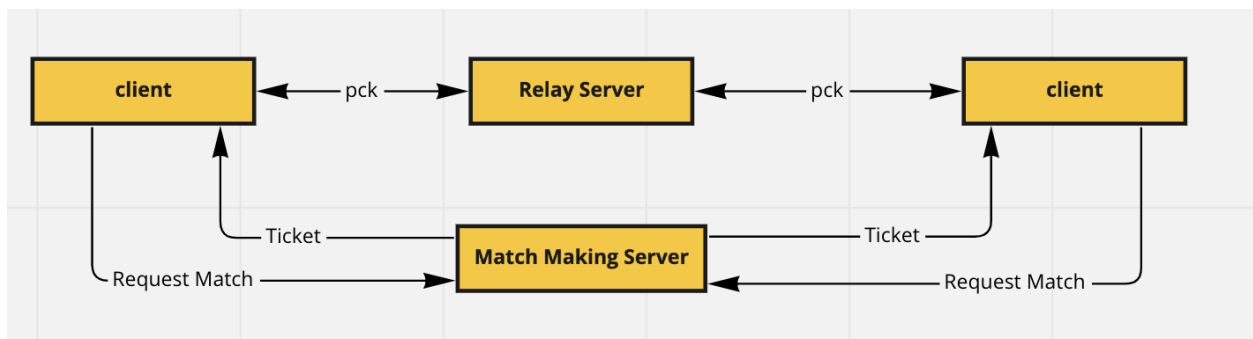 client
pck
Relay Server
pck
client
Ticket
Ticket
Match Making Server
Request Match
Request Match